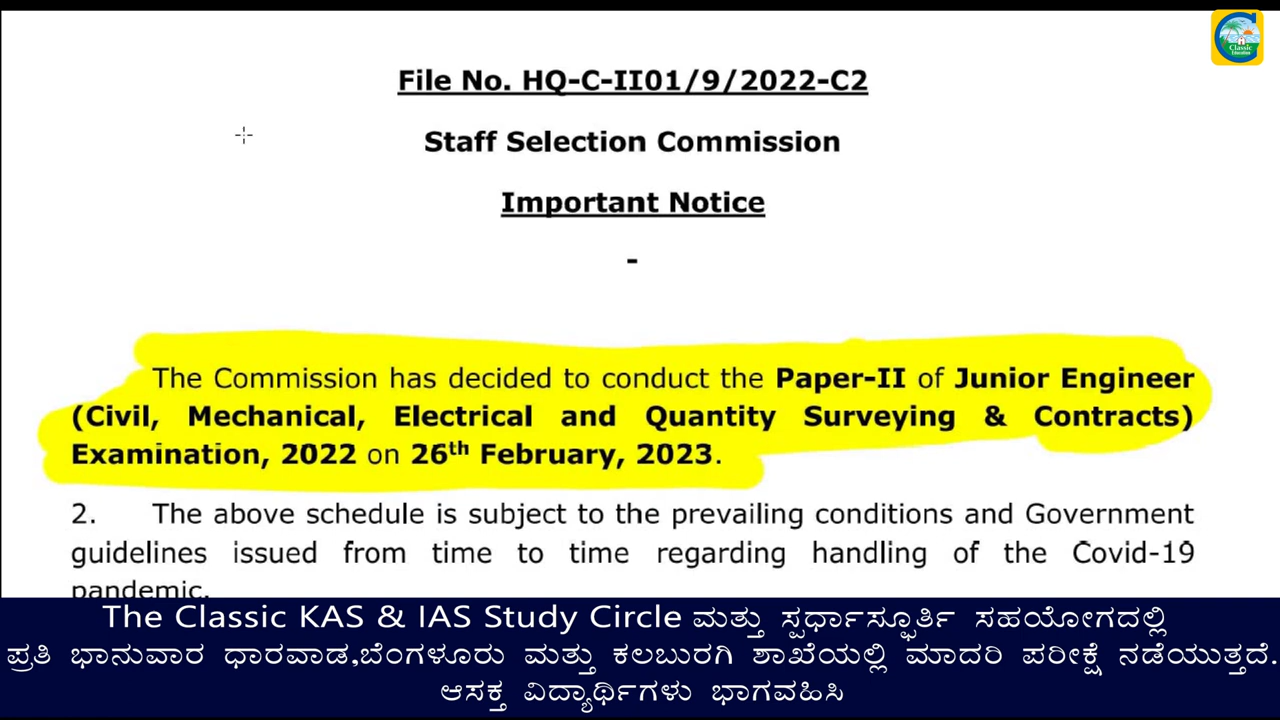 Classic
Education
File No. HQ-C-II01/9/2022-C2
Staff Selection Commission
Important Notice
-
The Commission has decided to conduct the Paper-II of Junior Engineer
(Civil, Mechanical, Electrical and Quantity Surveying & Contracts)
Examination, 2022 on 26th February, 2023.
2. The above schedule is subject to the prevailing conditions and Government
guidelines issued from time to time regarding handling of the Covid-19
pandemic.
The Classic KAS & IAS Study Circle ಮತ್ತು ಸ್ಪರ್ಧಾಸ್ಫೂರ್ತಿ ಸಹಯೋಗದಲ್ಲಿ
ಪ್ರತಿ ಭಾನುವಾರ ಧಾರವಾಡ,ಬೆಂಗಳೂರು ಮತ್ತು ಕಲಬುರಗಿ ಶಾಖೆಯಲ್ಲಿ ಮಾದರಿ ಪರೀಕ್ಷೆ ನಡೆಯುತ್ತದೆ.
ಆಸಕ್ತ ವಿದ್ಯಾರ್ಥಿಗಳು ಭಾಗವಹಿಸಿ